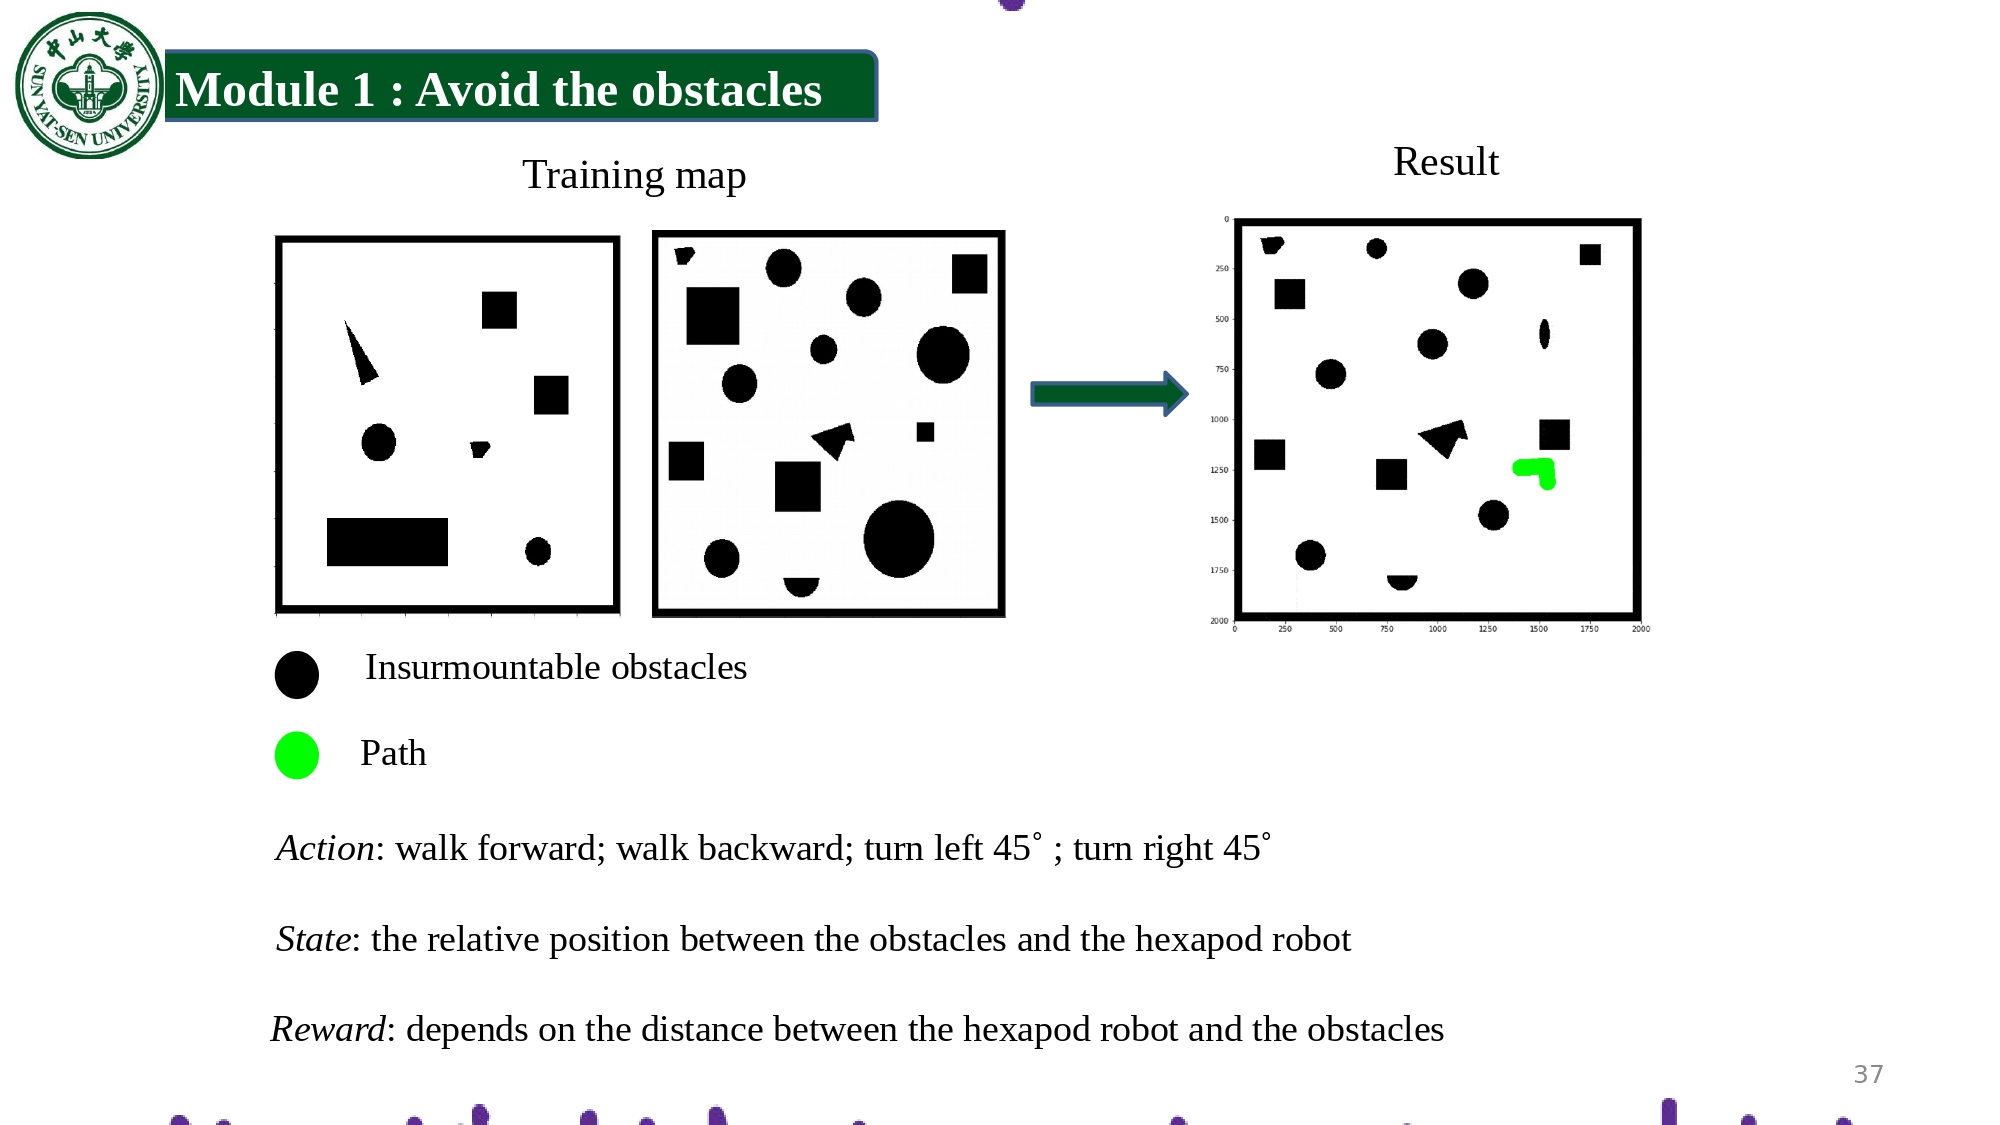 中山大学
SUN YAT-SEN UNIVERSITY
Module 1 : Avoid the obstacles
Training map
Result
0
250
500
750
1000
1250
1500
1750
2000
0 250 500 750 1000 1250 1500 1750 2000
Insurmountable obstacles
Path
Action: walk forward; walk backward; turn left 45° ; turn right 45°
State: the relative position between the obstacles and the hexapod robot
Reward: depends on the distance between the hexapod robot and the obstacles
37